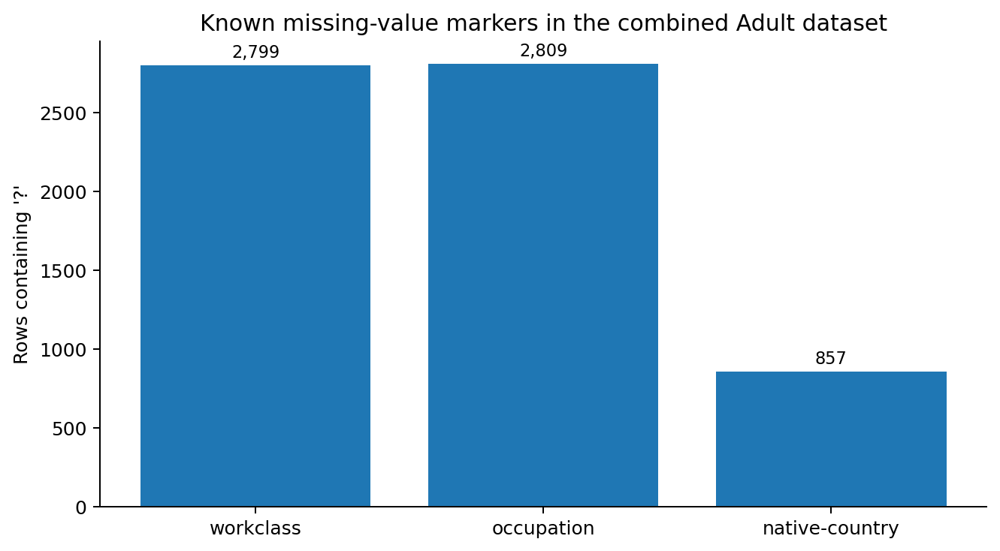 Known missing-value markers in the combined Adult dataset
Rows containing '?'
2500
2000
1500
1000
500
0
2,799
2,809
857
workclass
occupation
native-country